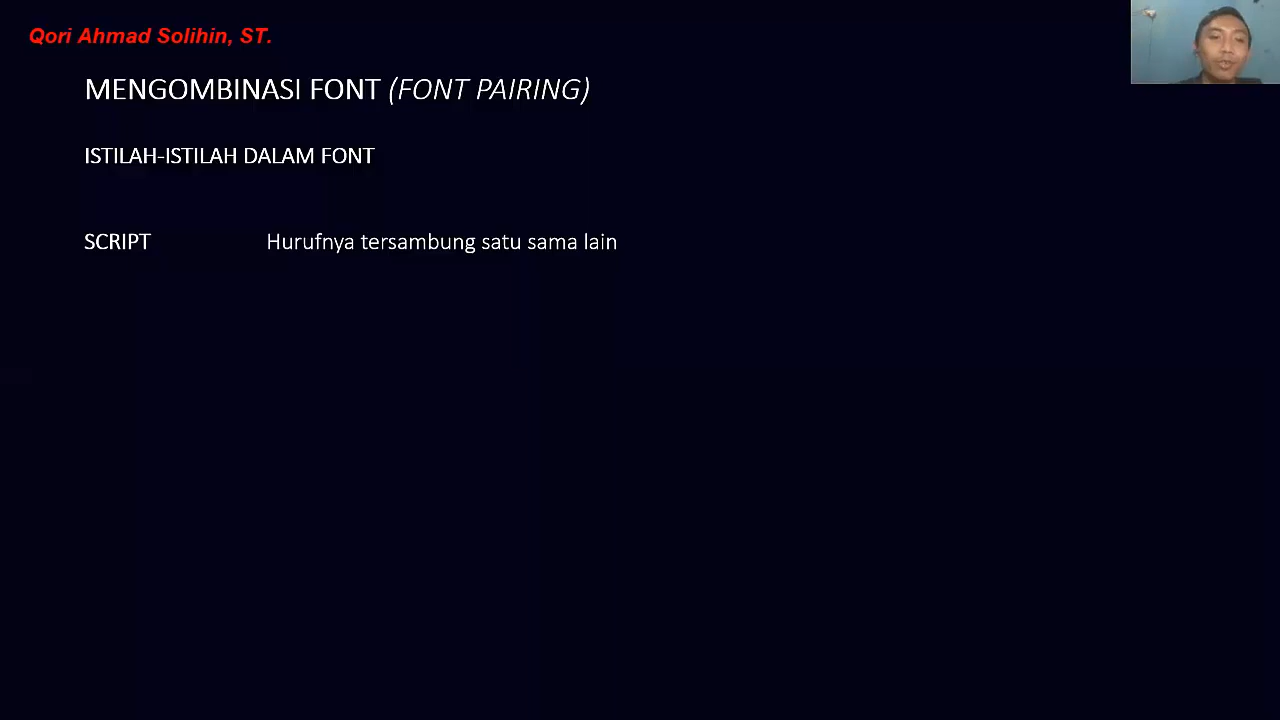 Qori Ahmad Solihin, ST.
MENGOMBINASI FONT (FONT PAIRING)
ISTILAH-ISTILAH DALAM FONT
SCRIPT Hurufnya tersambung satu sama lain